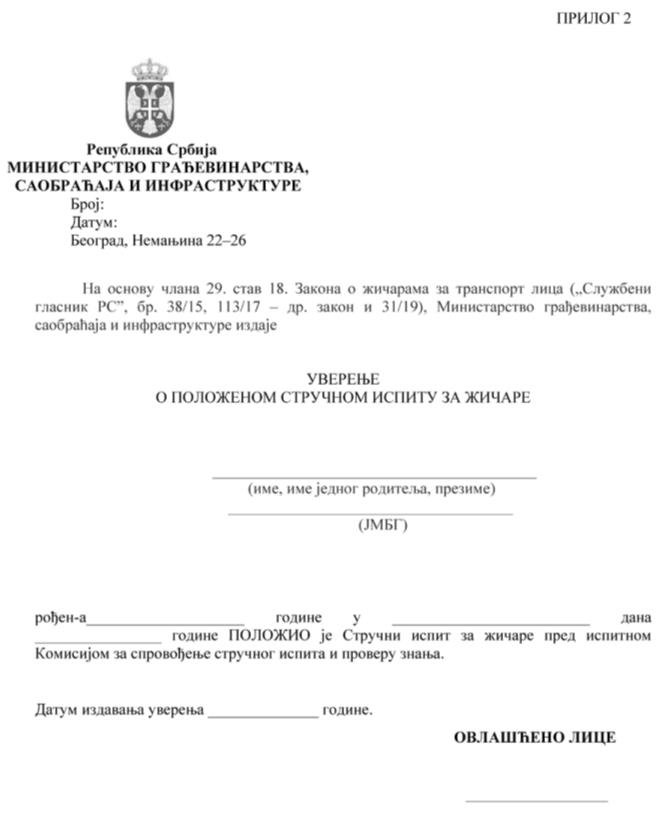 ПРИЛОГ 2
Република Србија
МИНИСТАРСТВО ГРАЂЕВИНАРСТВА,
САОБРАЋАЈА И ИНФРАСТРУКТУРЕ
Број:
Датум:
Београд, Немањина 22–26
На основу члана 29. став 18. Закона о жичарама за транспорт лица („Службени
гласник РС”, бр. 38/15, 113/17 – др. закон и 31/19), Министарство грађевинарства,
саобраћаја и инфраструктуре издаје
УВЕРЕЊЕ
О ПОЛОЖЕНОМ СТРУЧНОМ ИСПИТУ ЗА ЖИЧАРЕ
(име, име једног родитеља, презиме)
(ЈМБГ)
рођен-а____________________ године у _________________________ дана
________________ године ПОЛОЖИО је Стручни испит за жичаре пред испитном
Комисијом за спровођење стручног испита и проверу знања.
Датум издавања уверења ______________ године.
ОВЛАШЋЕНО ЛИЦЕ